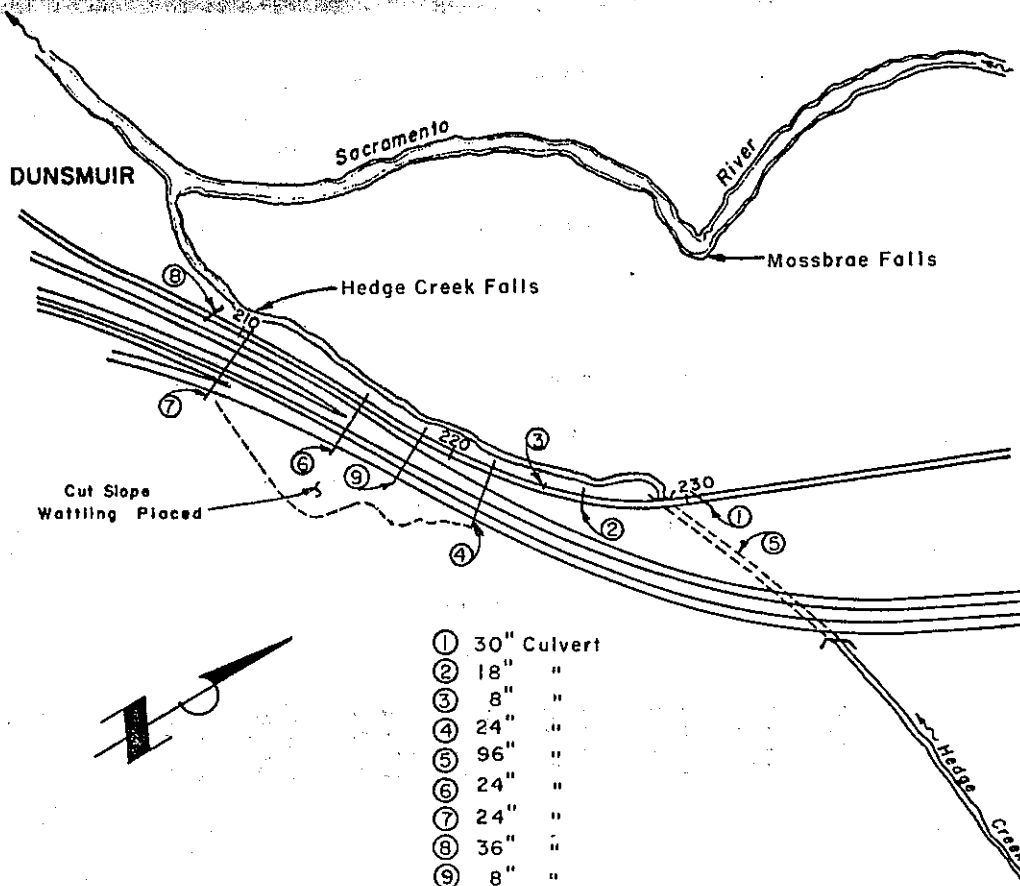 Sacramento
River
DUNSMUIR
Mossbrae Falls
⑧
Hedge Creek Falls
210
⑦
③
220
⑥
⑨
230
①
Cut Slope
Wattling Placed
②
⑤
④
① 30" Culvert
② 18" "
③ 8" "
④ 24" "
⑤ 96" "
⑥ 24" "
⑦ 24" "
⑧ 36" "
⑨ 8" "
N
Hedge
Creek